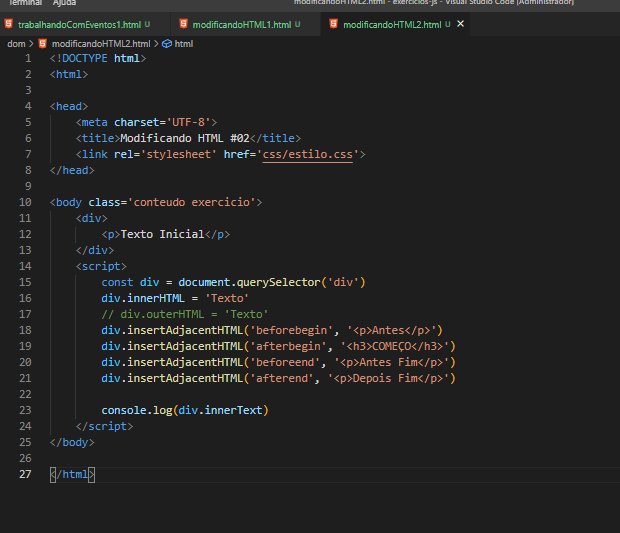 Terminal Ajuda modificandoHTML2.html - exercicios-js - Visual Studio Code [Administrador]
trabalhandoComEventos1.html U modificandoHTML1.html U modificandoHTML2.html U ×
dom > modificandoHTML2.html > html
1 <!DOCTYPE html>
2 <html>
3
4 <head>
5 <meta charset='UTF-8'>
6 <title>Modificando HTML #02</title>
7 <link rel='stylesheet' href='css/estilo.css'>
8 </head>
9
10 <body class='conteudo exercicio'>
11 <div>
12 <p>Texto Inicial</p>
13 </div>
14 <script>
15 const div = document.querySelector('div')
16 div.innerHTML = 'Texto'
17 // div.outerHTML = 'Texto'
18 div.insertAdjacentHTML('beforebegin', '<p>Antes</p>')
19 div.insertAdjacentHTML('afterbegin', '<h3>COMEÇO</h3>')
20 div.insertAdjacentHTML('beforeend', '<p>Antes Fim</p>')
21 div.insertAdjacentHTML('afterend', '<p>Depois Fim</p>')
22
23 console.log(div.innerText)
24 </script>
25 </body>
26
27 </html>